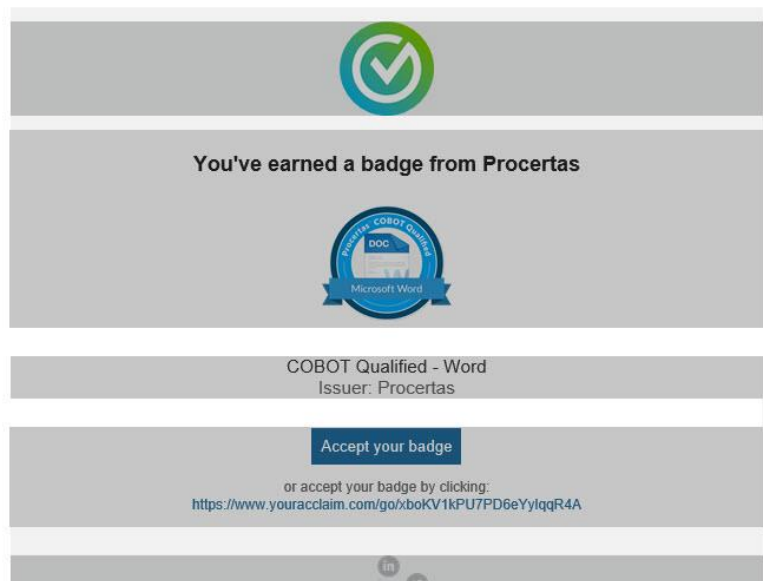 You've earned a badge from Procertas
Procertas COBOT Qualified
DOC
W
Microsoft Word
COBOT Qualified - Word
Issuer: Procertas
Accept your badge
or accept your badge by clicking:
https://www.youracclaim.com/go/xboKV1kPU7PD6eYylqqR4A
in